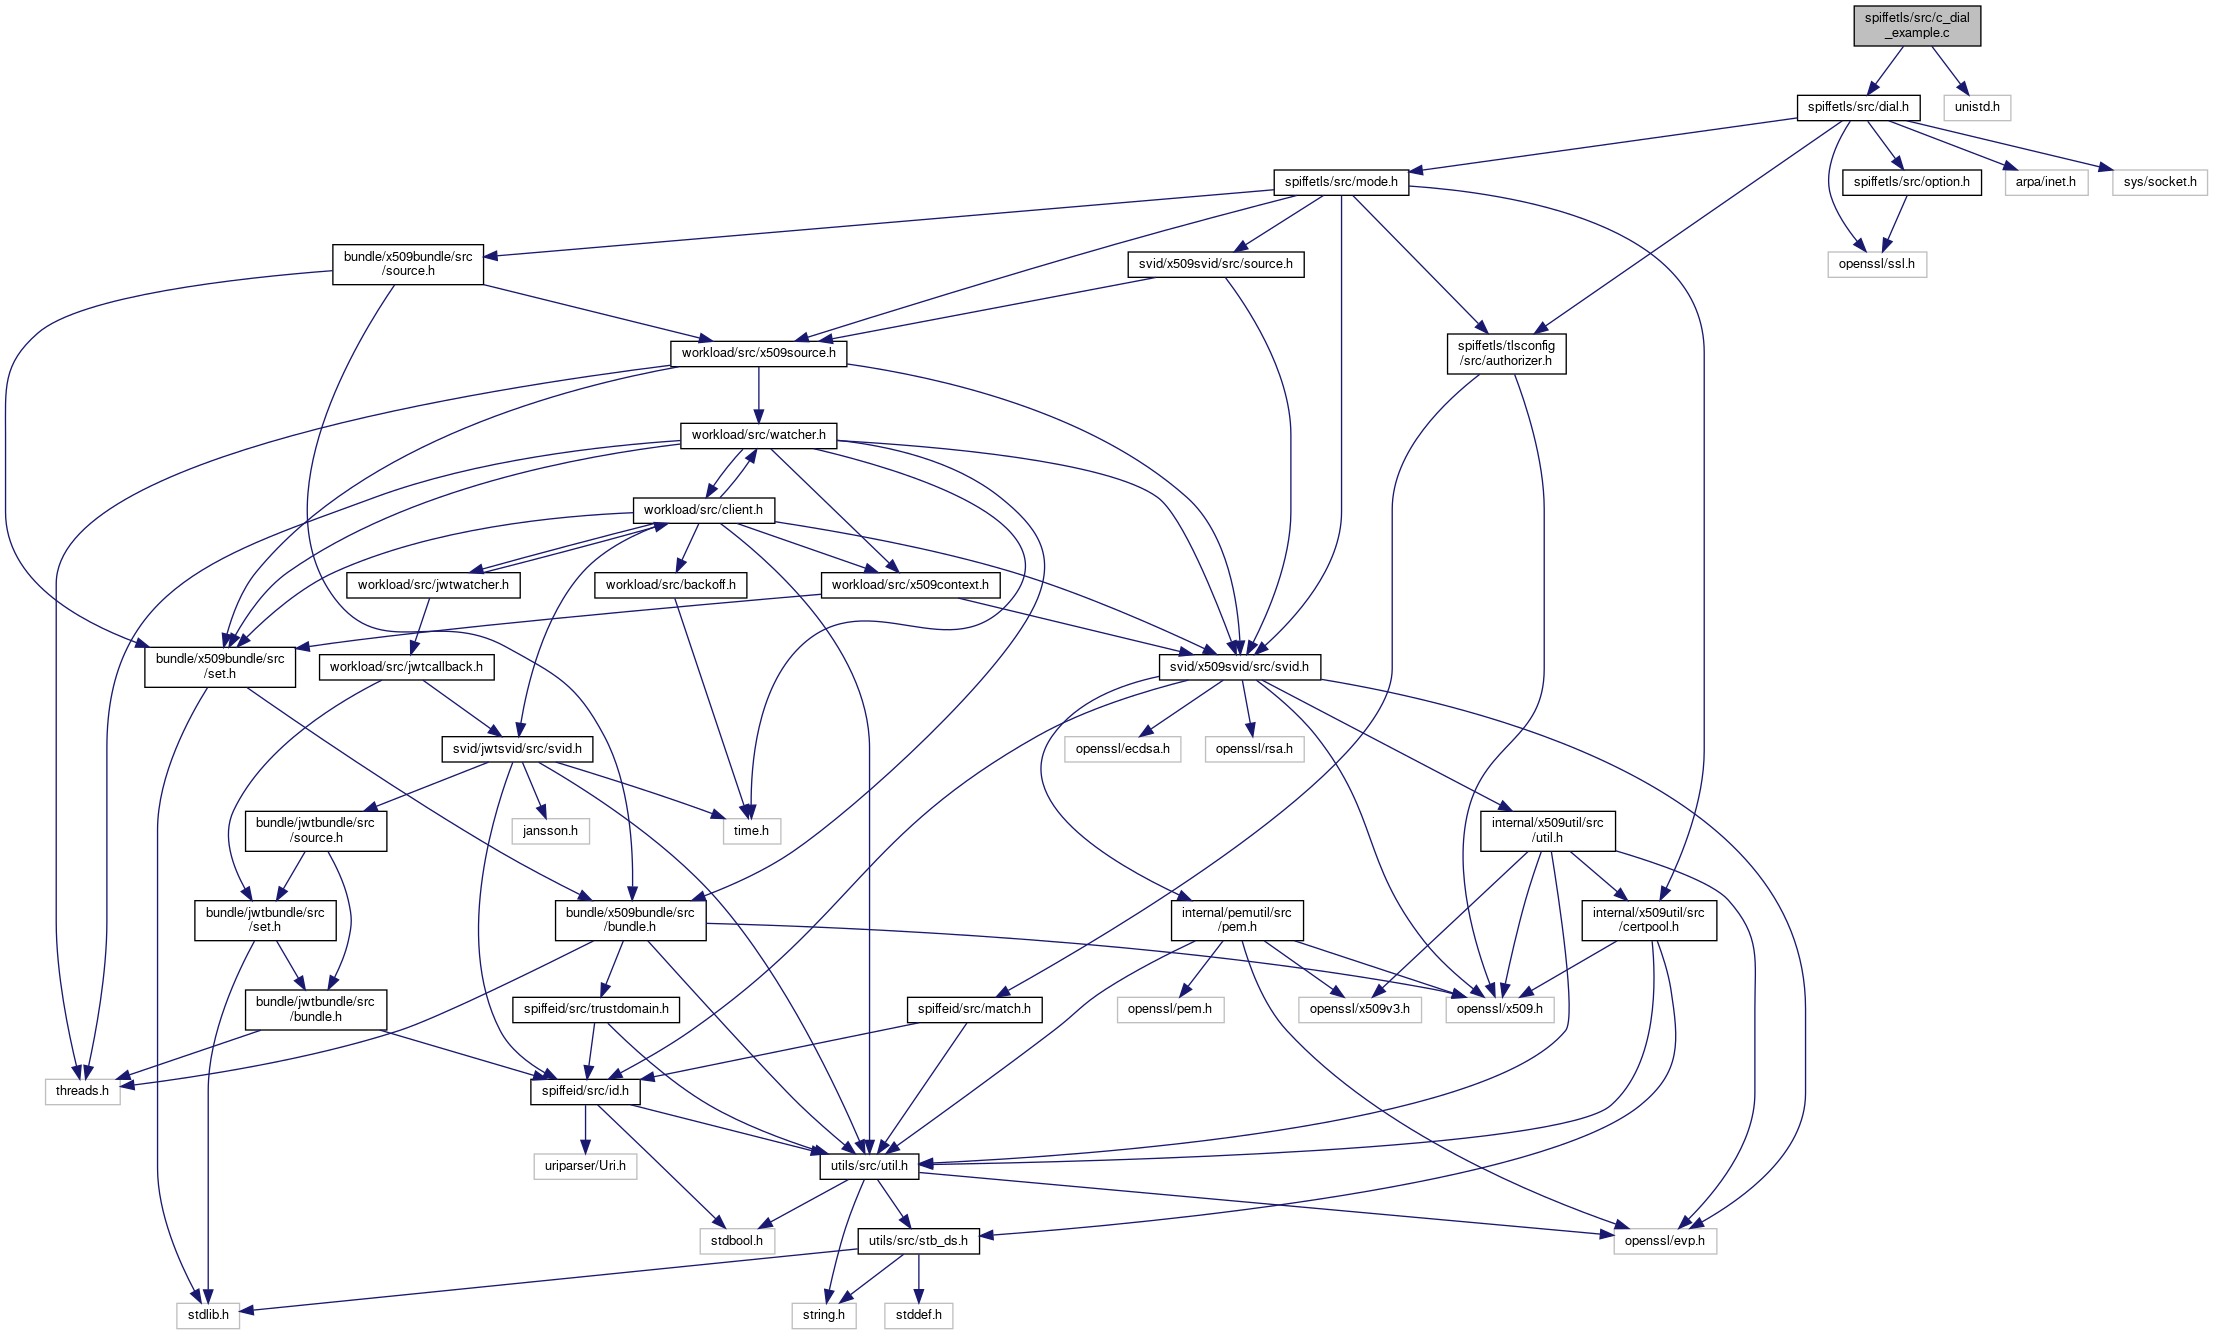 spiffetls/src/c_dial
_example.c
spiffetls/src/dial.h
unistd.h
spiffetls/src/mode.h
spiffetls/src/option.h
arpa/inet.h
sys/socket.h
bundle/x509bundle/src
/source.h
svid/x509svid/src/source.h
openssl/ssl.h
workload/src/x509source.h
spiffetls/tlsconfig
/src/authorizer.h
workload/src/watcher.h
workload/src/client.h
workload/src/jwtwatcher.h
workload/src/backoff.h
workload/src/x509context.h
bundle/x509bundle/src
/set.h
workload/src/jwtcallback.h
svid/x509svid/src/svid.h
svid/jwtsvid/src/svid.h
openssl/ecdsa.h
openssl/rsa.h
bundle/jwtbundle/src
/source.h
jansson.h
time.h
internal/x509util/src
/util.h
bundle/jwtbundle/src
/set.h
bundle/x509bundle/src
/bundle.h
internal/pemutil/src
/pem.h
internal/x509util/src
/certpool.h
bundle/jwtbundle/src
/bundle.h
spiffeid/src/trustdomain.h
spiffeid/src/match.h
openssl/pem.h
openssl/x509v3.h
openssl/x509.h
threads.h
spiffeid/src/id.h
uriparser/Uri.h
utils/src/util.h
stdbool.h
utils/src/stb_ds.h
openssl/evp.h
stdlib.h
string.h
stddef.h